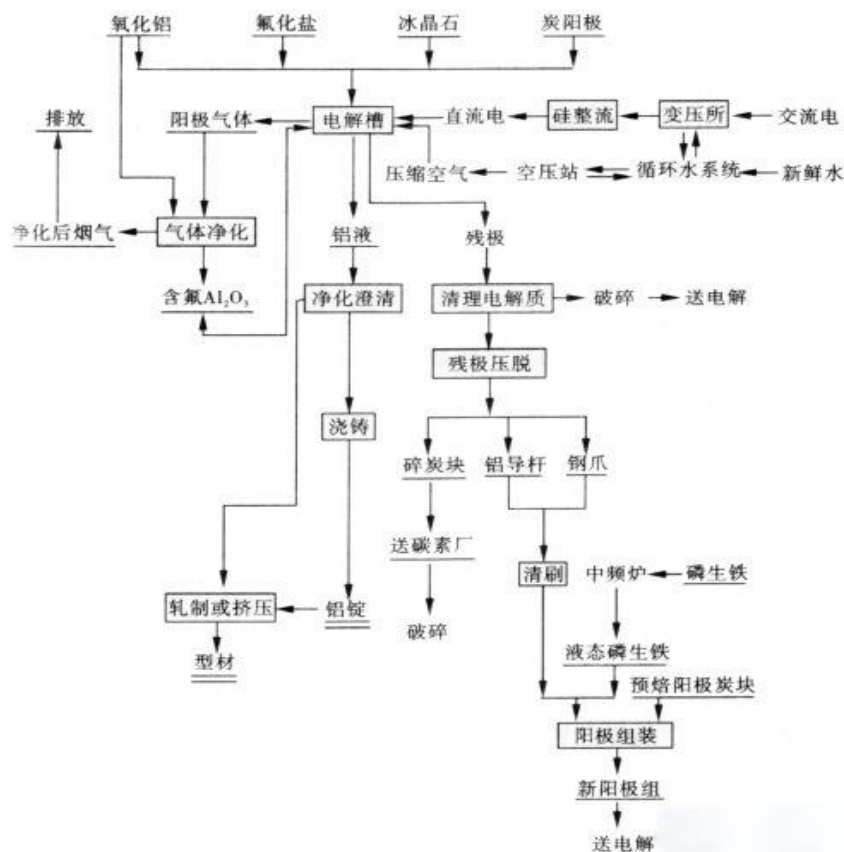 氧化铝 氟化盐 冰晶石 炭阳极
排放 阳极气体 电解槽 直流电 硅整流 变压所 交流电
压缩空气 空压站 循环水系统 新鲜水
净化后烟气 气体净化 铝液 残极
含氟Al₂O₃ 净化澄清 清理电解质 破碎 送电解
残极压脱
浇铸
碎炭块 铝导杆 钢爪
送碳素厂
清刷 中频炉 磷生铁
轧制或挤压 铝锭
破碎
型材 液态磷生铁
预焙阳极炭块
阳极组装
新阳极组
送电解